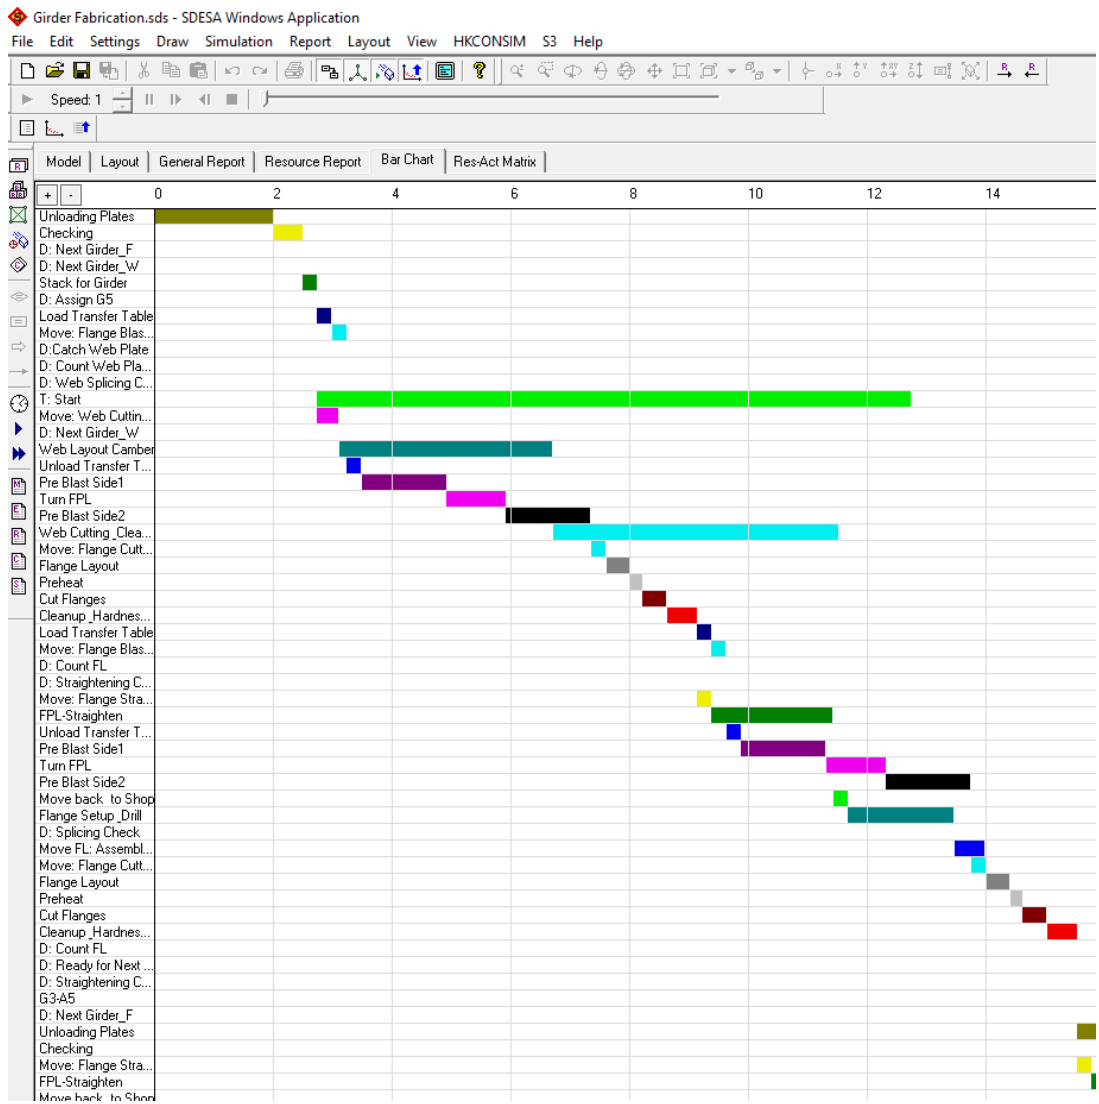 Girder Fabrication.sds - SDESA Windows Application
File Edit Settings Draw Simulation Report Layout View HKCONSIM S3 Help
Speed: 1
Model Layout General Report Resource Report Bar Chart Res-Act Matrix
+ - 0 2 4 6 8 10 12 14
Unloading Plates
Checking
D: Next Girder_F
D: Next Girder_W
Stack for Girder
D: Assign G5
Load Transfer Table
Move: Flange Blas...
D:Catch Web Plate
D: Count Web Pla...
D: Web Splicing C...
T: Start
Move: Web Cuttin...
D: Next Girder_W
Web Layout Camber
Unload Transfer T...
Pre Blast Side1
Turn FPL
Pre Blast Side2
Web Cutting_Clea...
Move: Flange Cutt...
Flange Layout
Preheat
Cut Flanges
Cleanup_Hardnes...
Load Transfer Table
Move: Flange Blas...
D: Count FL
D: Straightening C...
Move: Flange Stra...
FPL-Straighten
Unload Transfer T...
Pre Blast Side1
Turn FPL
Pre Blast Side2
Move back to Shop
Flange Setup_Drill
D: Splicing Check
Move FL: Assembl...
Move: Flange Cutt...
Flange Layout
Preheat
Cut Flanges
Cleanup_Hardnes...
D: Count FL
D: Ready for Next ...
D: Straightening C...
G3-A5
D: Next Girder_F
Unloading Plates
Checking
Move: Flange Stra...
FPL-Straighten
Move back to Shop